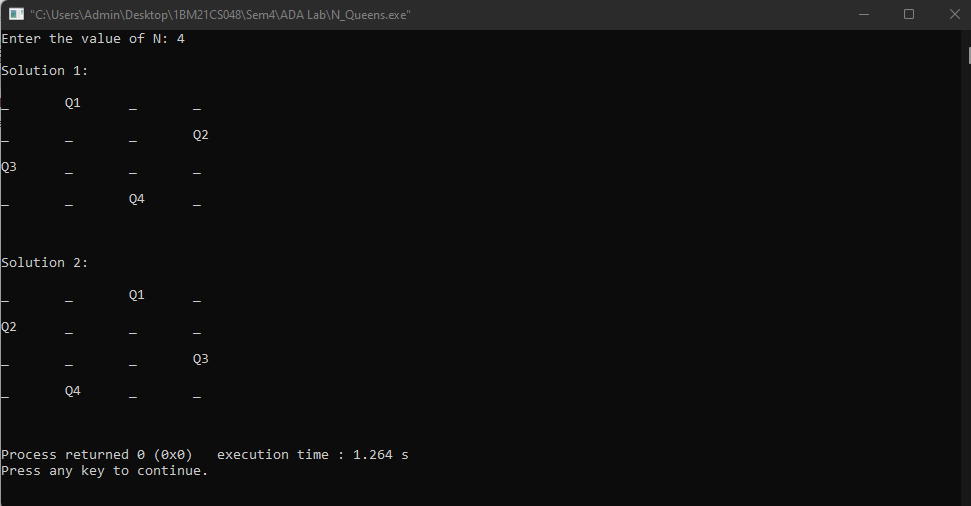 "C:\Users\Admin\Desktop\1BM21CS048\Sem4\ADA Lab\N_Queens.exe"
Enter the value of N: 4
Solution 1:
_ Q1 _ _
_ _ _ Q2
Q3 _ _ _
_ _ Q4 _
Solution 2:
_ _ Q1 _
Q2 _ _ _
_ _ _ Q3
_ Q4 _ _
Process returned 0 (0x0)   execution time : 1.264 s
Press any key to continue.